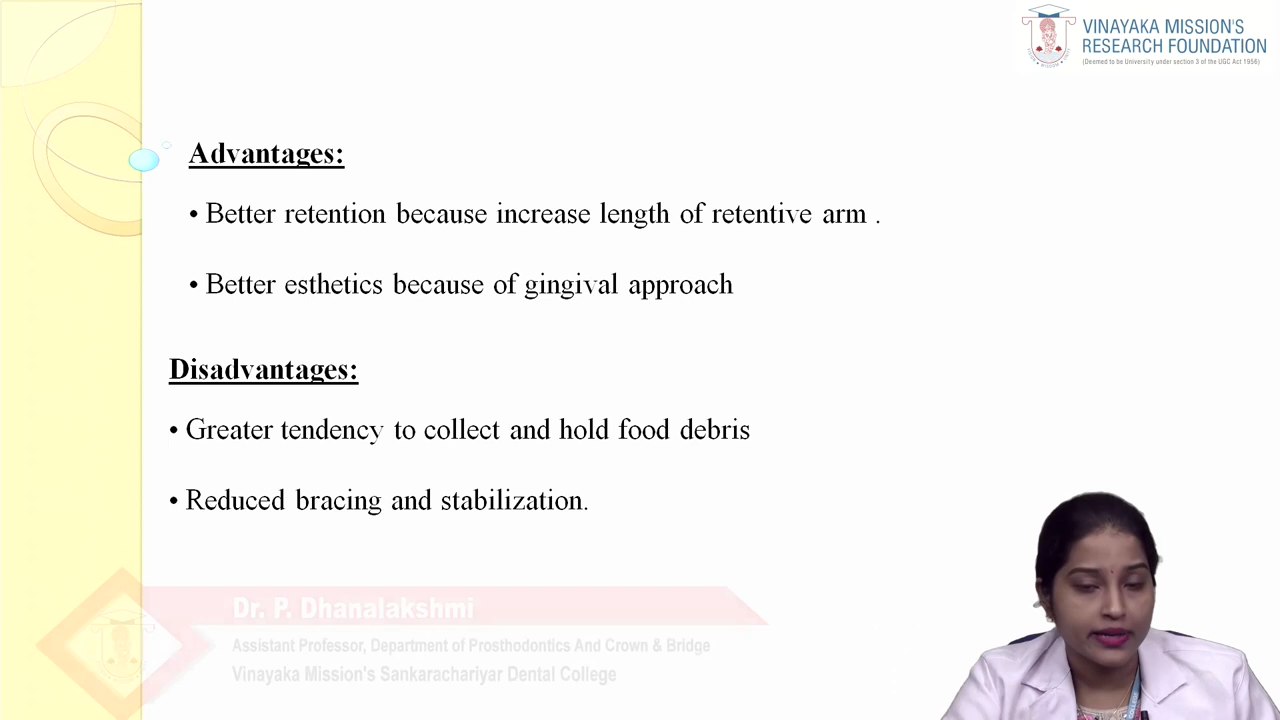 VINAYAKA MISSION'S
RESEARCH FOUNDATION
(Deemed to be University under section 3 of the UGC Act 1956)
Advantages:
• Better retention because increase length of retentive arm .
• Better esthetics because of gingival approach
Disadvantages:
• Greater tendency to collect and hold food debris
• Reduced bracing and stabilization.
Dr. P. Dhanalakshmi
Assistant Professor, Department of Prosthodontics And Crown & Bridge
Vinayaka Mission's Sankarachariyar Dental College